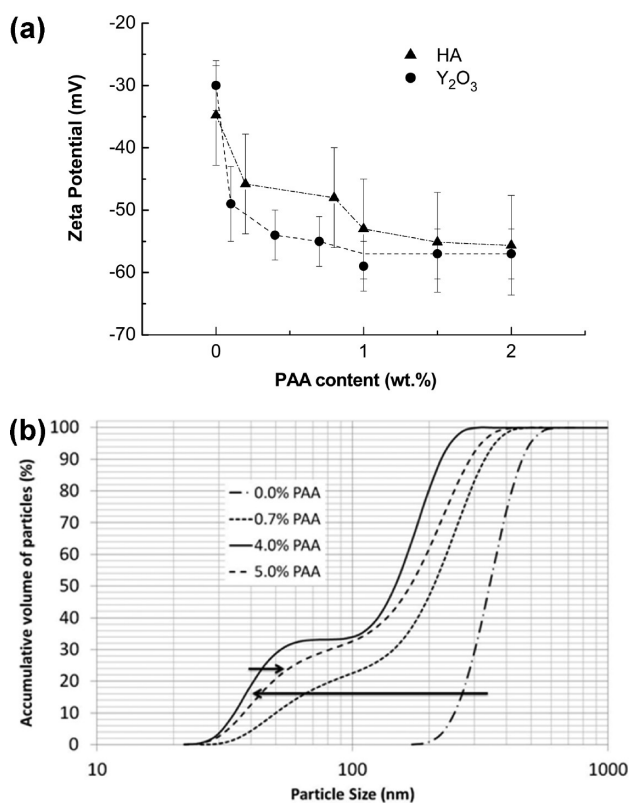 (a)
-20
-30
-40
-50
-60
-70
Zeta Potential (mV)
HA
Y₂O₃
0
1
2
PAA content (wt.%)
(b)
100
90
80
70
60
50
40
30
20
10
0
Accumulative volume of particles (%)
0.0% PAA
0.7% PAA
4.0% PAA
5.0% PAA
10
100
1000
Particle Size (nm)